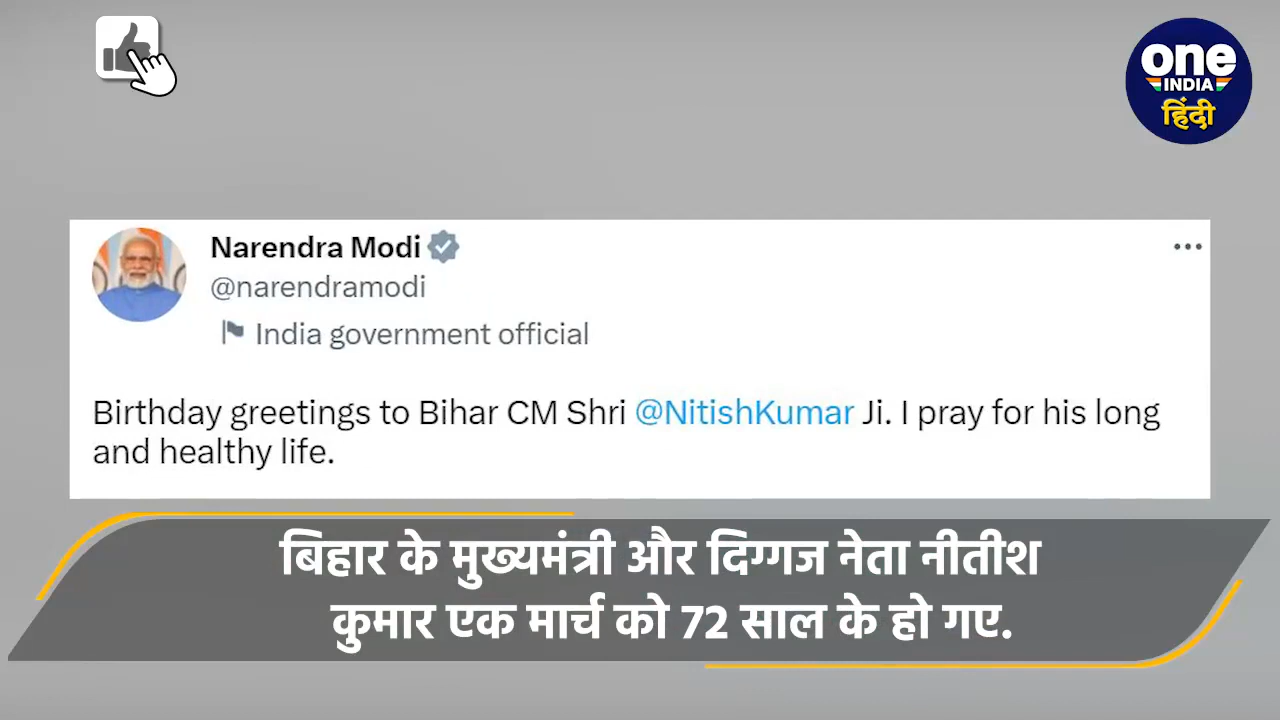 one
INDIA
हिंदी
Narendra Modi
@narendramodi
India government official
Birthday greetings to Bihar CM Shri @NitishKumar Ji. I pray for his long
and healthy life.
बिहार के मुख्यमंत्री और दिग्गज नेता नीतीश
कुमार एक मार्च को 72 साल के हो गए.